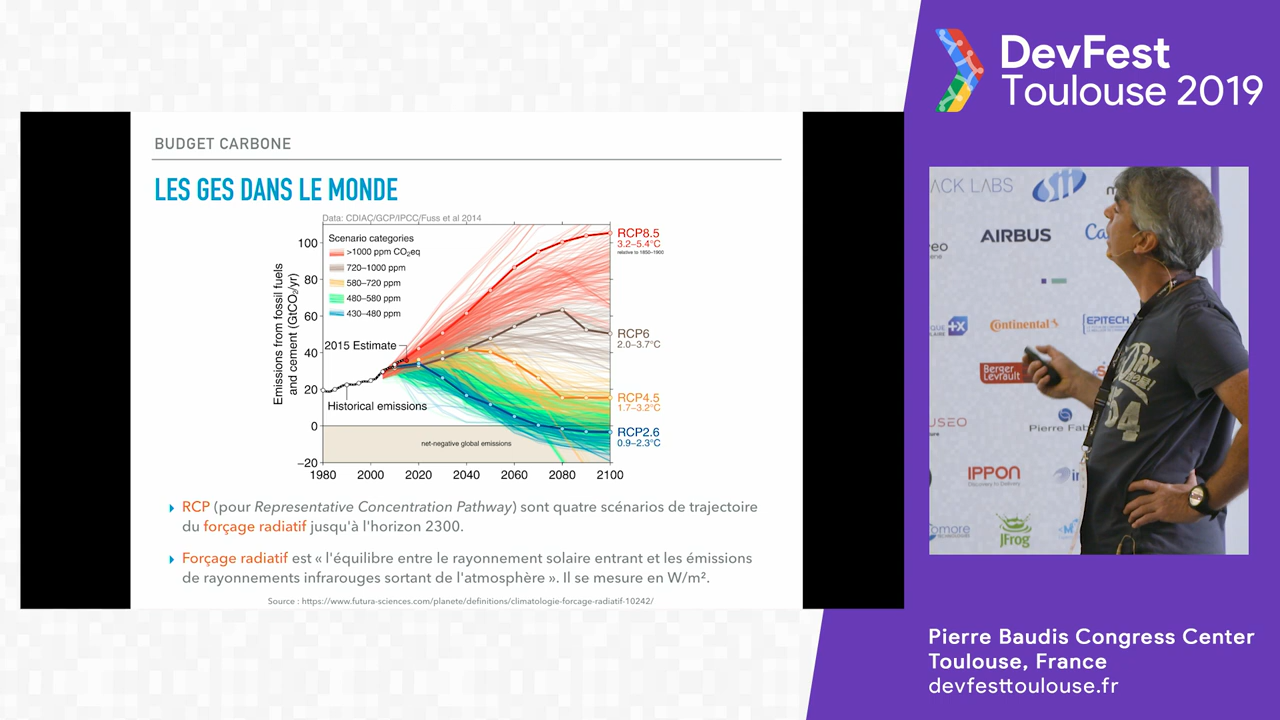 BUDGET CARBONE
LES GES DANS LE MONDE
Data: CDIAC/GCP/IPCC/Fuss et al 2014
Emissions from fossil fuels
and cement (GtCO₂/yr)
100
80
60
40
20
0
−20
1980
2000
2020
2040
2060
2080
2100
Scenario categories
>1000 ppm CO₂eq
720–1000 ppm
580–720 ppm
480–580 ppm
430–480 ppm
2015 Estimate
Historical emissions
net-negative global emissions
RCP8.5
3.2–5.4°C
relative to 1850–1900
RCP6
2.0–3.7°C
RCP4.5
1.7–3.2°C
RCP2.6
0.9–2.3°C
RCP (pour Representative Concentration Pathway) sont quatre scénarios de trajectoire
du forçage radiatif jusqu'à l'horizon 2300.
Forçage radiatif est « l'équilibre entre le rayonnement solaire entrant et les émissions
de rayonnements infrarouges sortant de l'atmosphère ». Il se mesure en W/m².
Source : https://www.futura-sciences.com/planete/definitions/climatologie-forcage-radiatif-10242/
DevFest
Toulouse 2019
ACK LABS
AIRBUS
Continental
EPITECH
Berger
Levrault
USEO
Pierre Fab
IPPON
JFrog
Pierre Baudis Congress Center
Toulouse, France
devfesttoulouse.fr